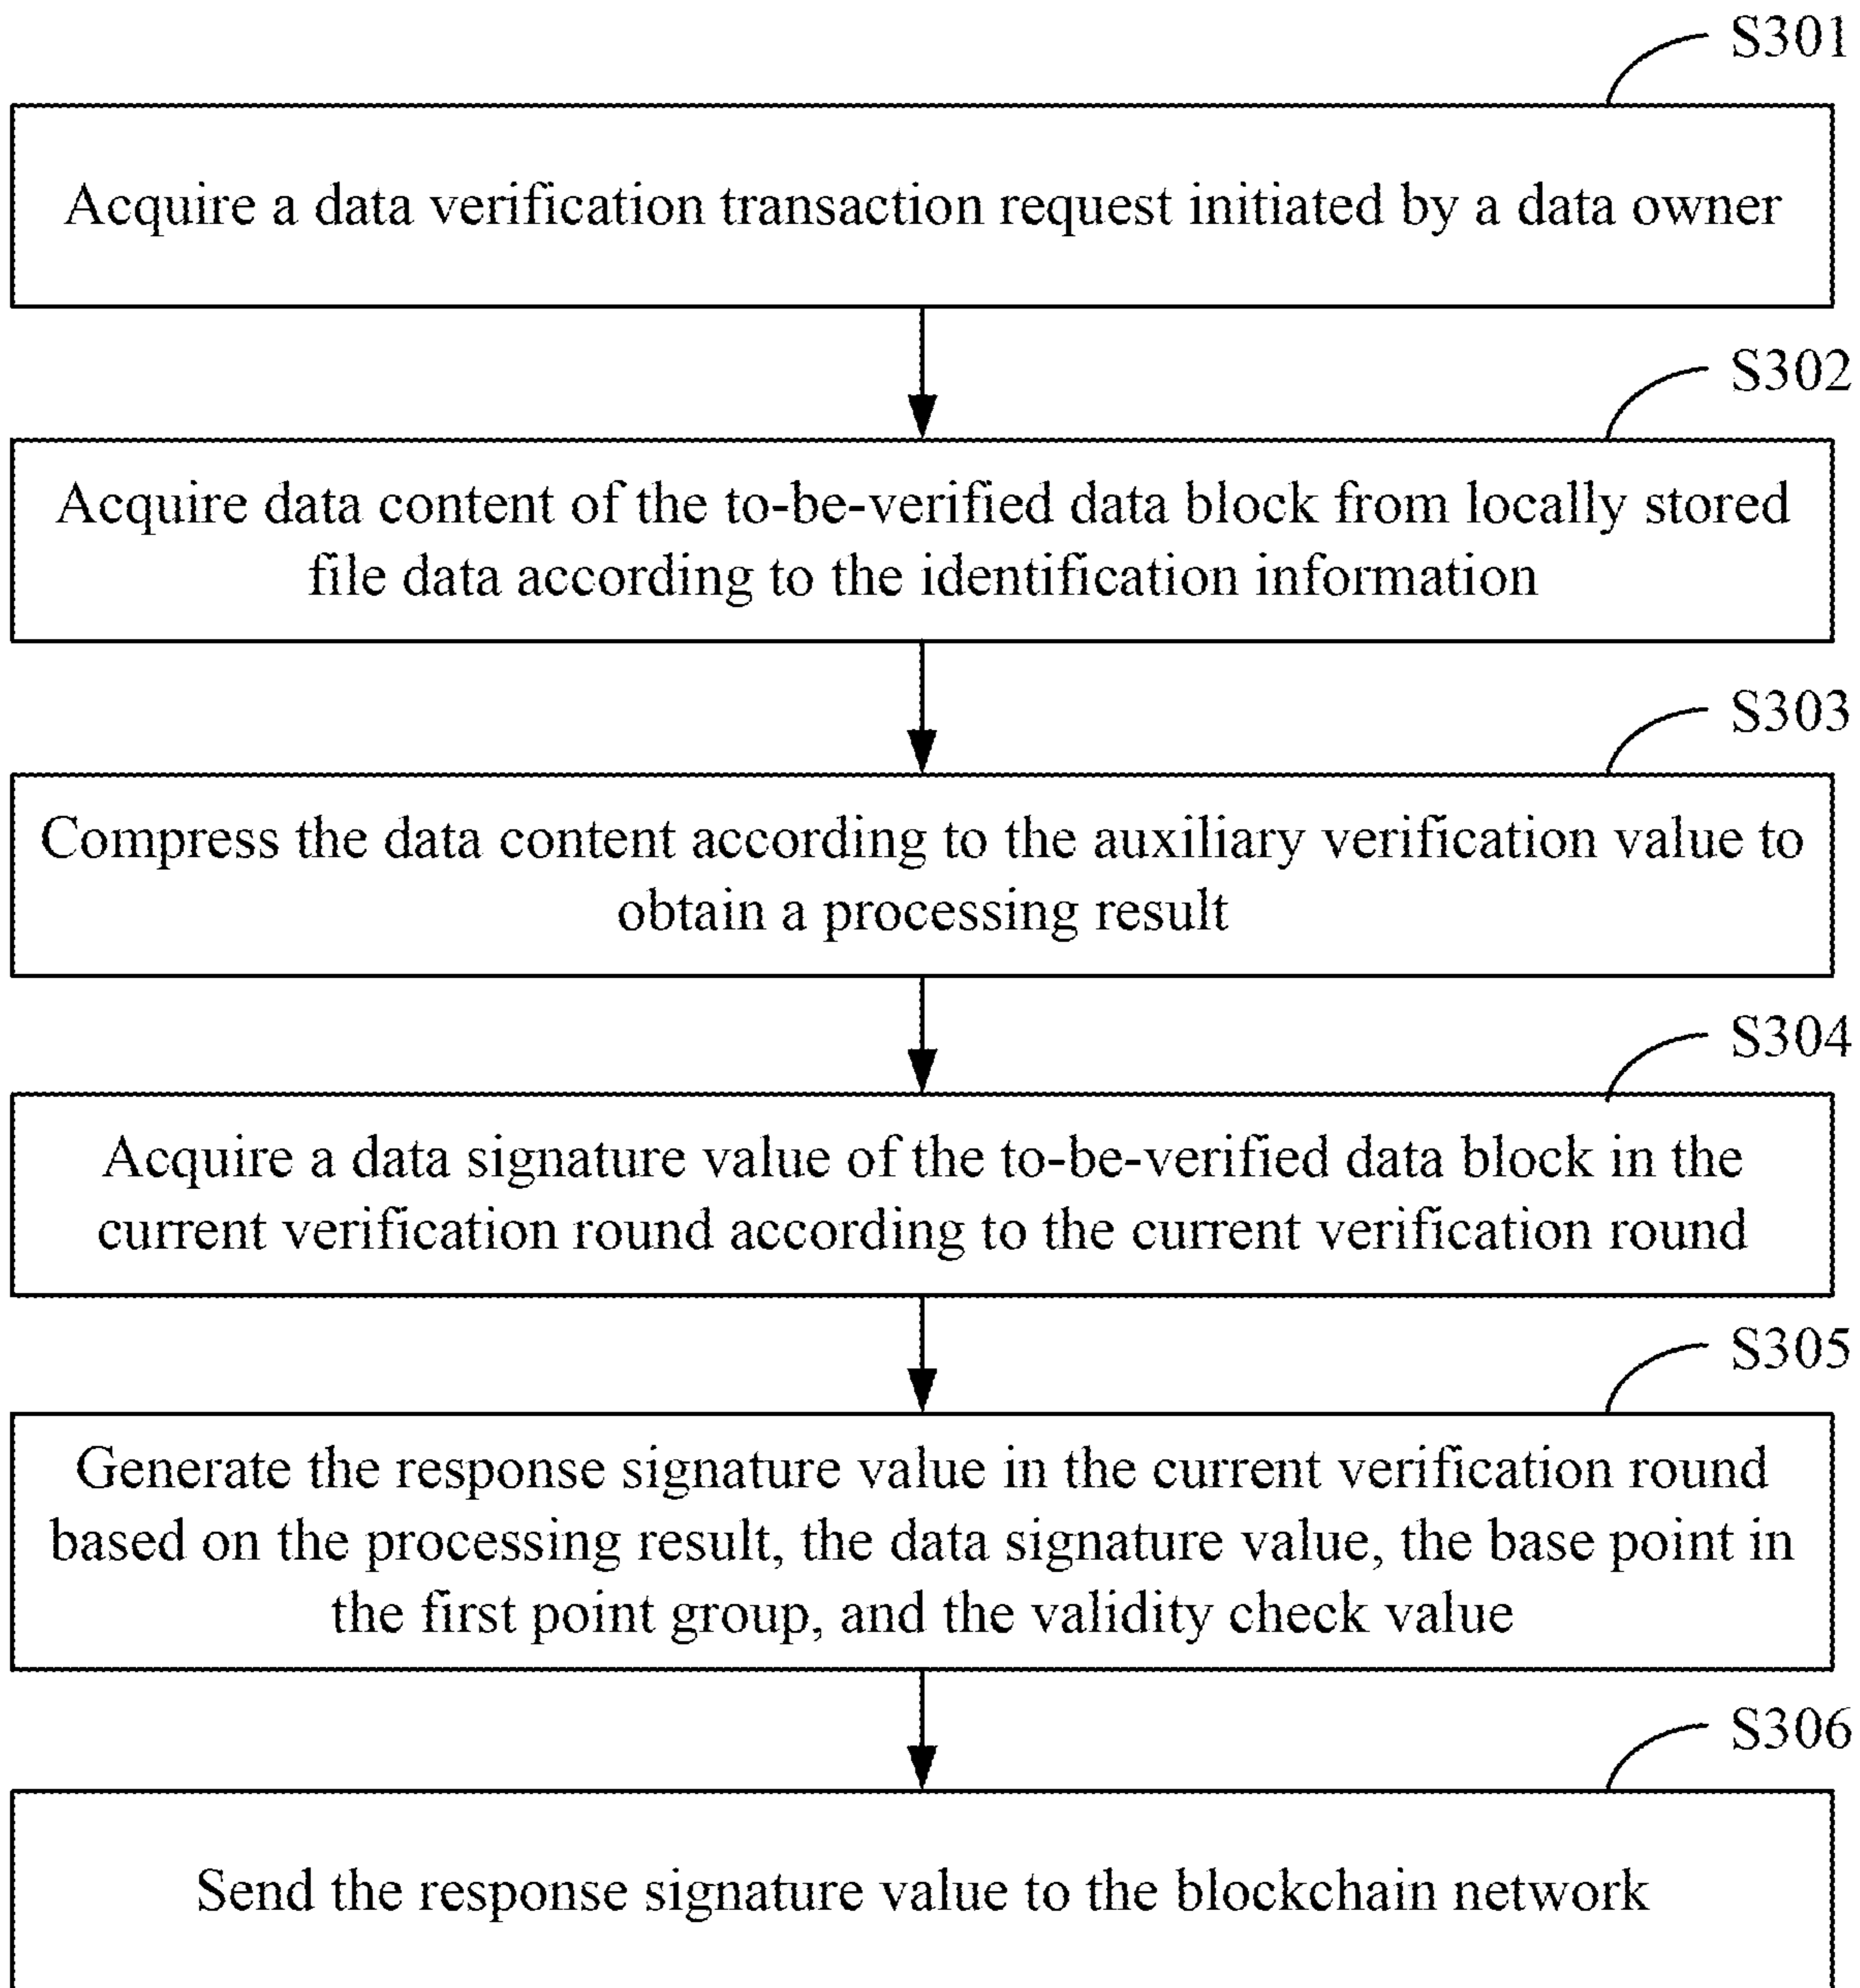 S301
Acquire a data verification transaction request initiated by a data owner
S302
Acquire data content of the to-be-verified data block from locally stored
file data according to the identification information
S303
Compress the data content according to the auxiliary verification value to
obtain a processing result
S304
Acquire a data signature value of the to-be-verified data block in the
current verification round according to the current verification round
S305
Generate the response signature value in the current verification round
based on the processing result, the data signature value, the base point in
the first point group, and the validity check value
S306
Send the response signature value to the blockchain network